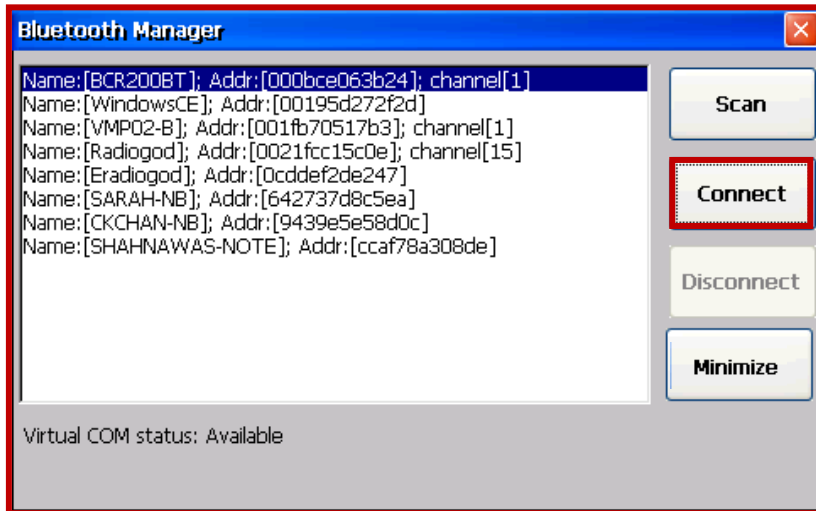 Bluetooth Manager
Name:[BCR200BT]; Addr:[000bce063b24]; channel[1]
Name:[WindowsCE]; Addr:[00195d272f2d]
Name:[VMP02-B]; Addr:[001fb70517b3]; channel[1]
Name:[Radiogod]; Addr:[0021fcc15c0e]; channel[15]
Name:[Eradiogod]; Addr:[0cddef2de247]
Name:[SARAH-NB]; Addr:[642737d8c5ea]
Name:[CKCHAN-NB]; Addr:[9439e5e58d0c]
Name:[SHAHNAWAS-NOTE]; Addr:[ccaf78a308de]
Scan
Connect
Disconnect
Minimize
Virtual COM status: Available